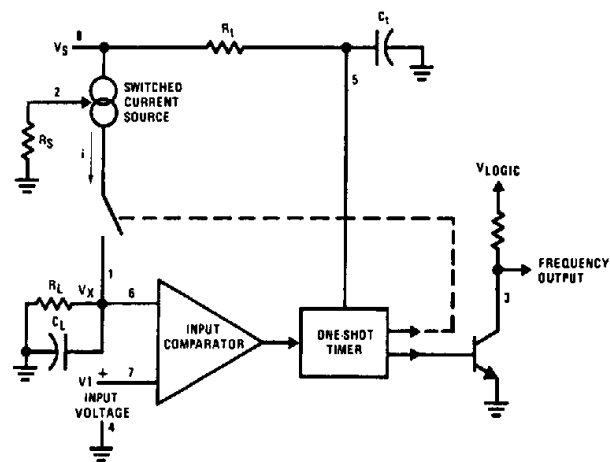 8
VS
Rt
Ct
5
2
SWITCHED
CURRENT
SOURCE
RS
i
VLOGIC
FREQUENCY
OUTPUT
3
1
RL
VX
6
CL
INPUT
COMPARATOR
ONE-SHOT
TIMER
+
V1
7
INPUT
VOLTAGE
4